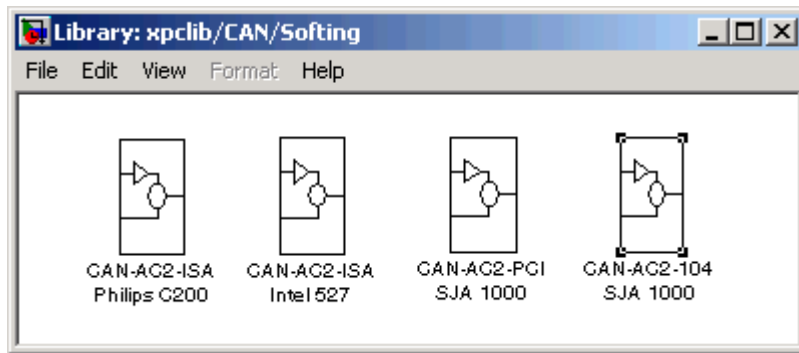 Library: xpclib/CAN/Softing
File Edit View Format Help
CAN-AC2-ISA
Philips C200
CAN-AC2-ISA
Intel 527
CAN-AC2-PCI
SJA 1000
CAN-AC2-104
SJA 1000